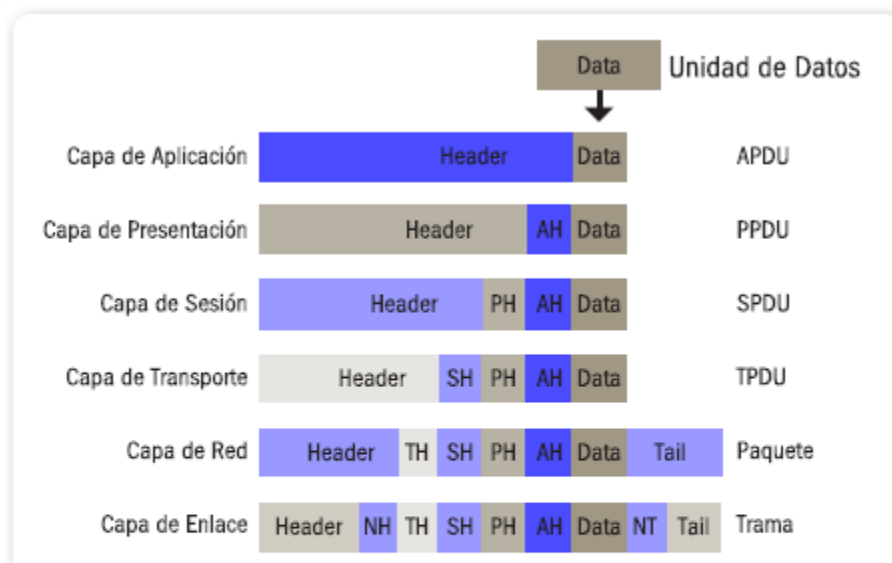 Data Unidad de Datos
Capa de Aplicación Header Data APDU
Capa de Presentación Header AH Data PPDU
Capa de Sesión Header PH AH Data SPDU
Capa de Transporte Header SH PH AH Data TPDU
Capa de Red Header TH SH PH AH Data Tail Paquete
Capa de Enlace Header NH TH SH PH AH Data NT Tail Trama